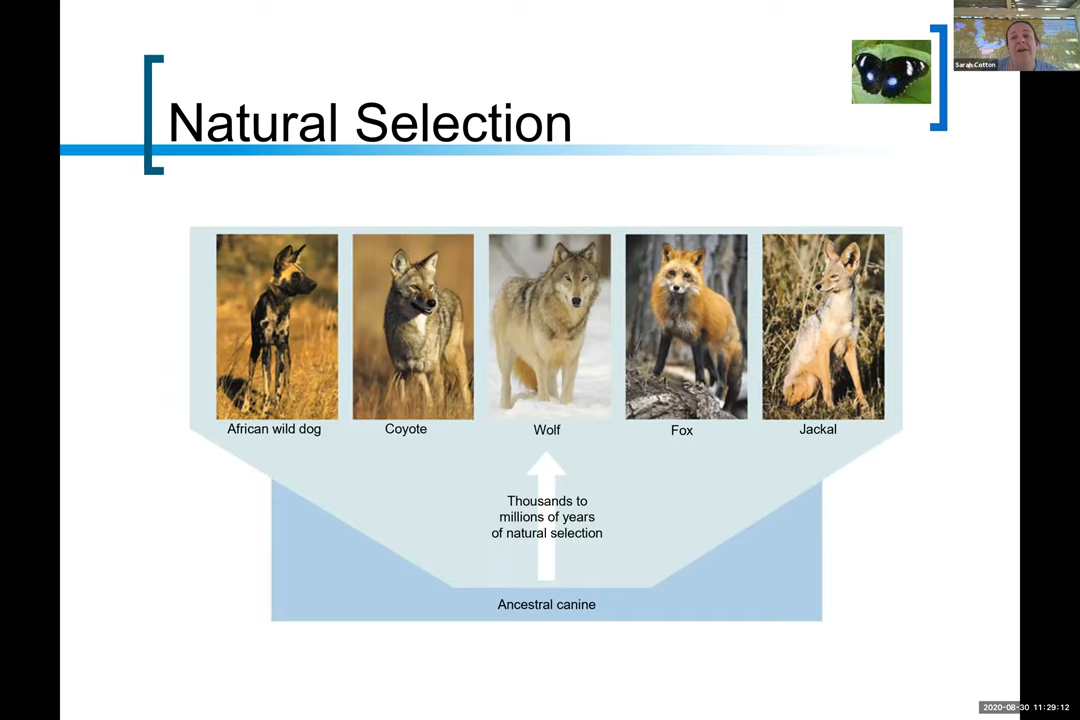 Sarah Cotton
Natural Selection
African wild dog
Coyote
Wolf
Fox
Jackal
Thousands to
millions of years
of natural selection
Ancestral canine
2020-08-30 11:29:12